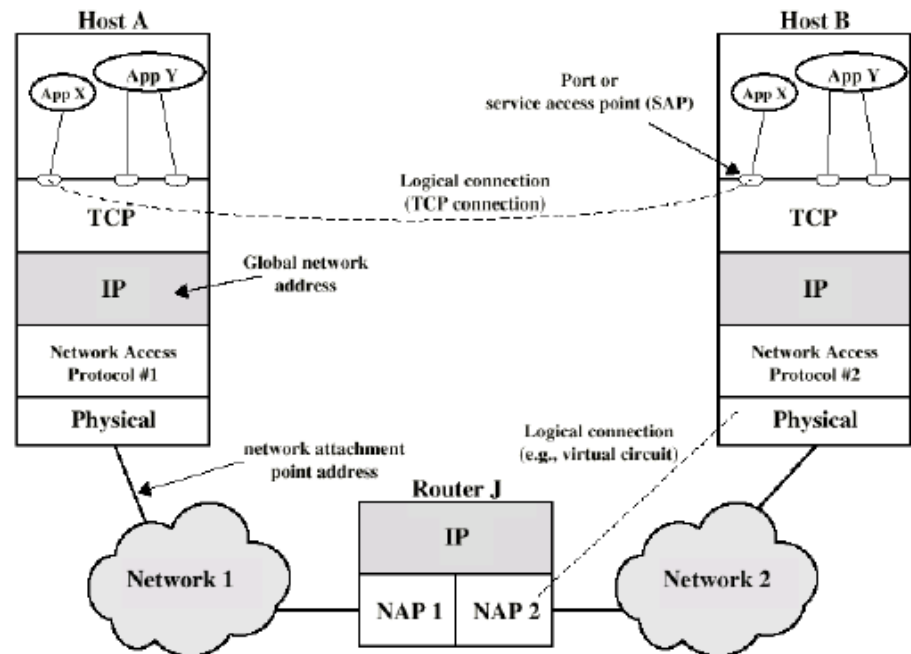 Host A
Host B
App X
App Y
Port or
service access point (SAP)
App X
App Y
Logical connection
(TCP connection)
TCP
TCP
Global network
address
IP
IP
Network Access
Protocol #1
Network Access
Protocol #2
Physical
Physical
Logical connection
(e.g., virtual circuit)
network attachment
point address
Router J
IP
Network 1
NAP 1
NAP 2
Network 2